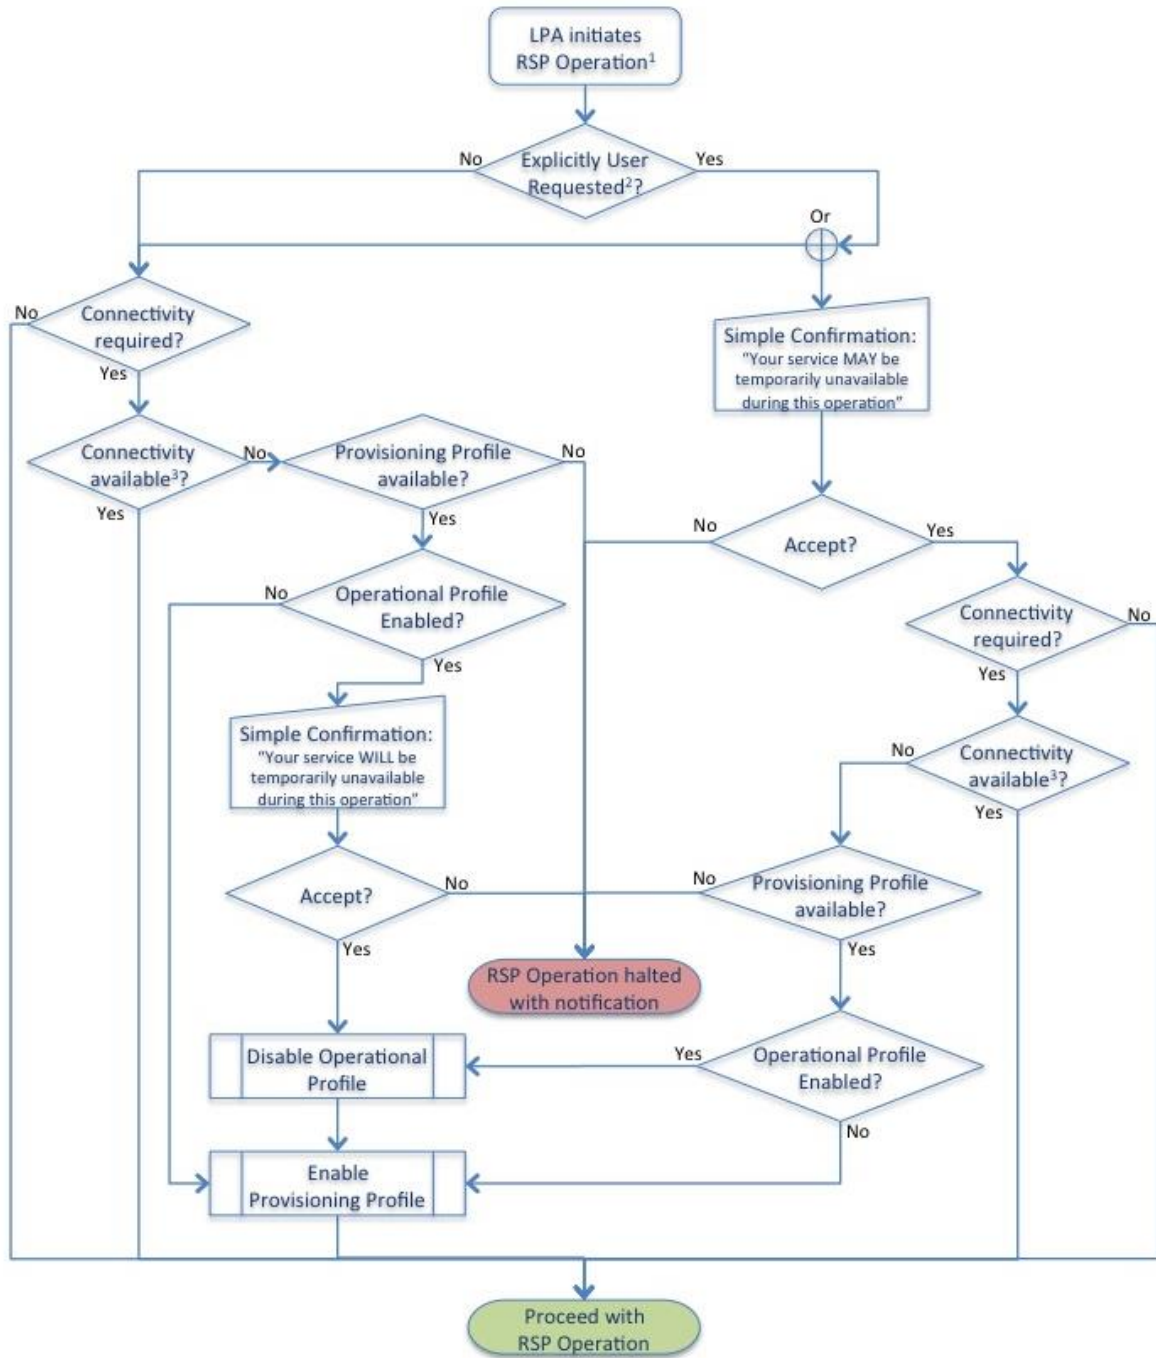 LPA initiates
RSP Operation¹
Explicitly User
Requested²?
No
Yes
Or
No
Connectivity
required?
Yes
Simple Confirmation:
"Your service MAY be
temporarily unavailable
during this operation"
Connectivity
available³?
No
Yes
Provisioning Profile
available?
No
Yes
Accept?
No
Yes
No
Operational Profile
Enabled?
Yes
Connectivity
required?
No
Yes
Simple Confirmation:
"Your service WILL be
temporarily unavailable
during this operation"
No
Connectivity
available³?
Yes
Accept?
No
Yes
No
Provisioning Profile
available?
Yes
RSP Operation halted
with notification
Disable Operational
Profile
Yes
Operational Profile
Enabled?
No
Enable
Provisioning Profile
Proceed with
RSP Operation